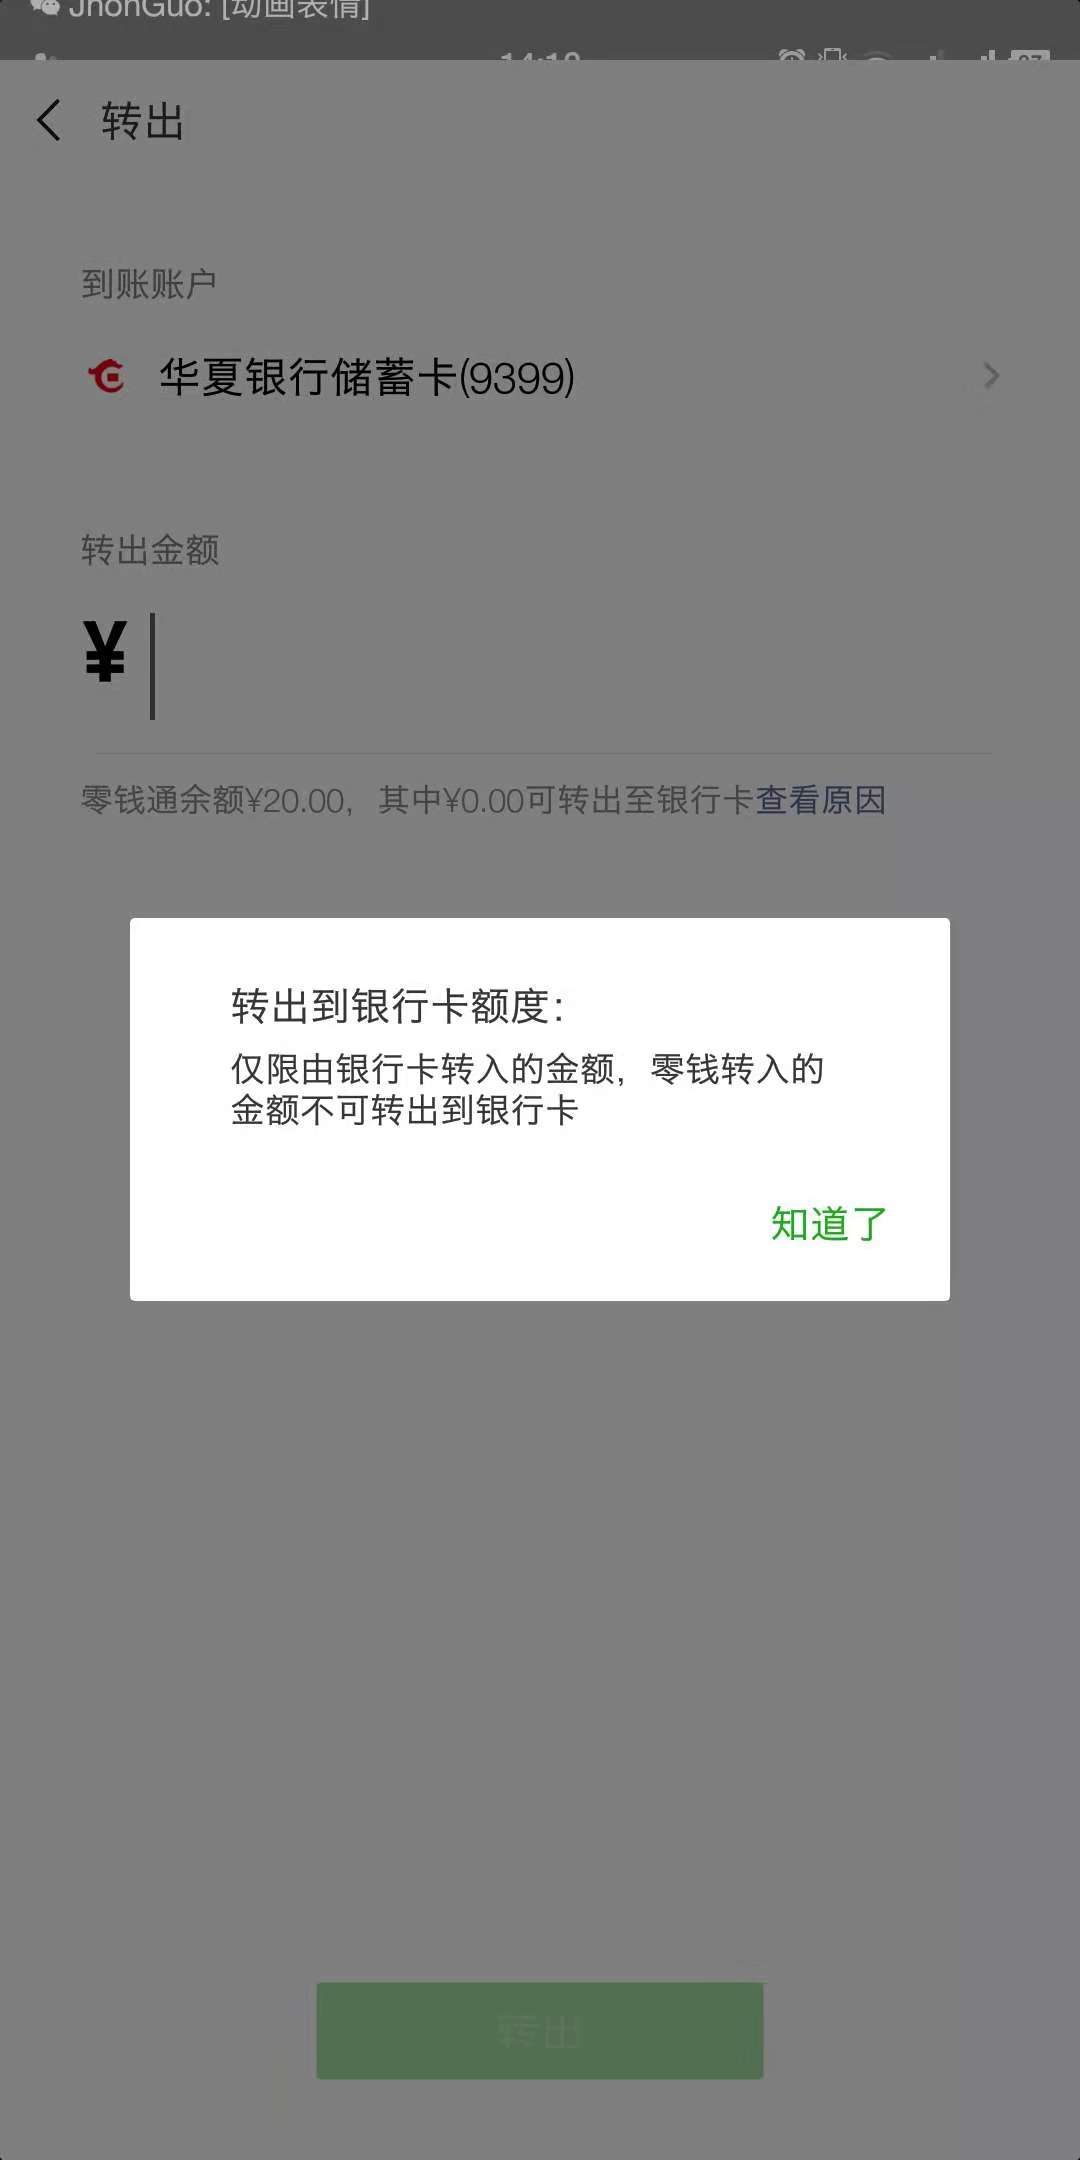 JhonGuo: [动画表情]
转出
到账账户
华夏银行储蓄卡(9399)
转出金额
¥
零钱通余额¥20.00，其中¥0.00可转出至银行卡查看原因
转出到银行卡额度：
仅限由银行卡转入的金额，零钱转入的
金额不可转出到银行卡
知道了
转出